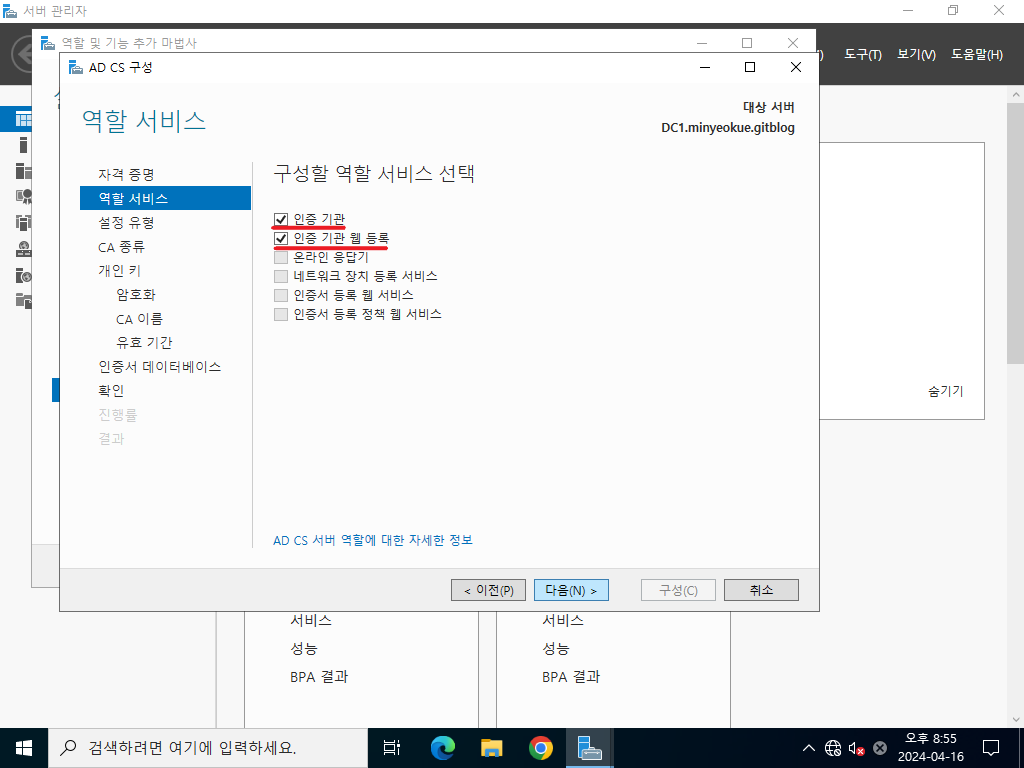 서버 관리자
역할 및 기능 추가 마법사
도구(T) 보기(V) 도움말(H)
AD CS 구성
역할 서비스
대상 서버
DC1.minyeokue.gitblog
자격 증명
역할 서비스
설정 유형
CA 종류
개인 키
암호화
CA 이름
유효 기간
인증서 데이터베이스
확인
진행률
결과
구성할 역할 서비스 선택
인증 기관
인증 기관 웹 등록
온라인 응답기
네트워크 장치 등록 서비스
인증서 등록 웹 서비스
인증서 등록 정책 웹 서비스
AD CS 서버 역할에 대한 자세한 정보
< 이전(P) 다음(N) > 구성(C) 취소
숨기기
서비스
성능
BPA 결과
서비스
성능
BPA 결과
검색하려면 여기에 입력하세요.
오후 8:55
2024-04-16